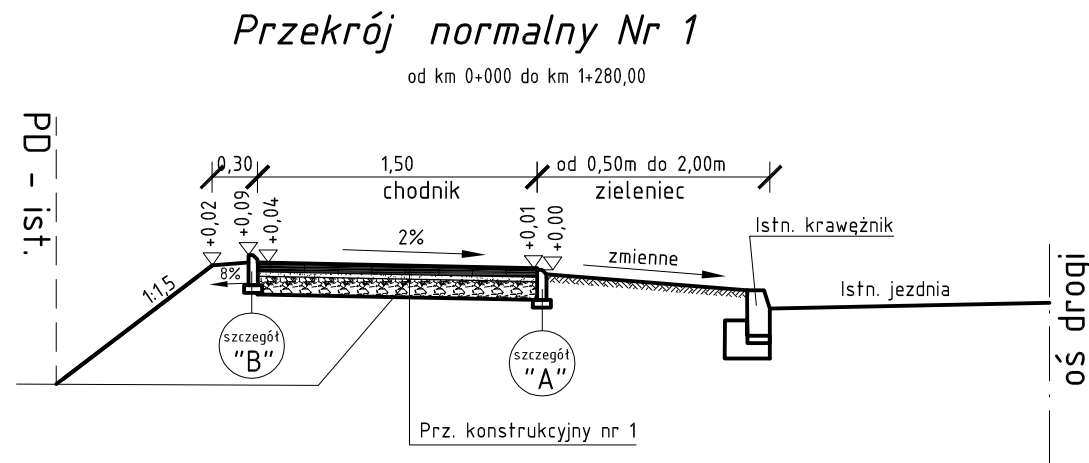 Przekrój normalny Nr 1
od km 0+000 do km 1+280,00
PD - ist.
0,30
1,50
od 0,50m do 2,00m
chodnik
zieleniec
+0,02
+0,09
+0,04
+0,01
+0,00
Istn. krawężnik
2%
zmienne
8%
1:1,5
Istn. jezdnia
oś drogi
szczegół
"B"
szczegół
"A"
Prz. konstrukcyjny nr 1